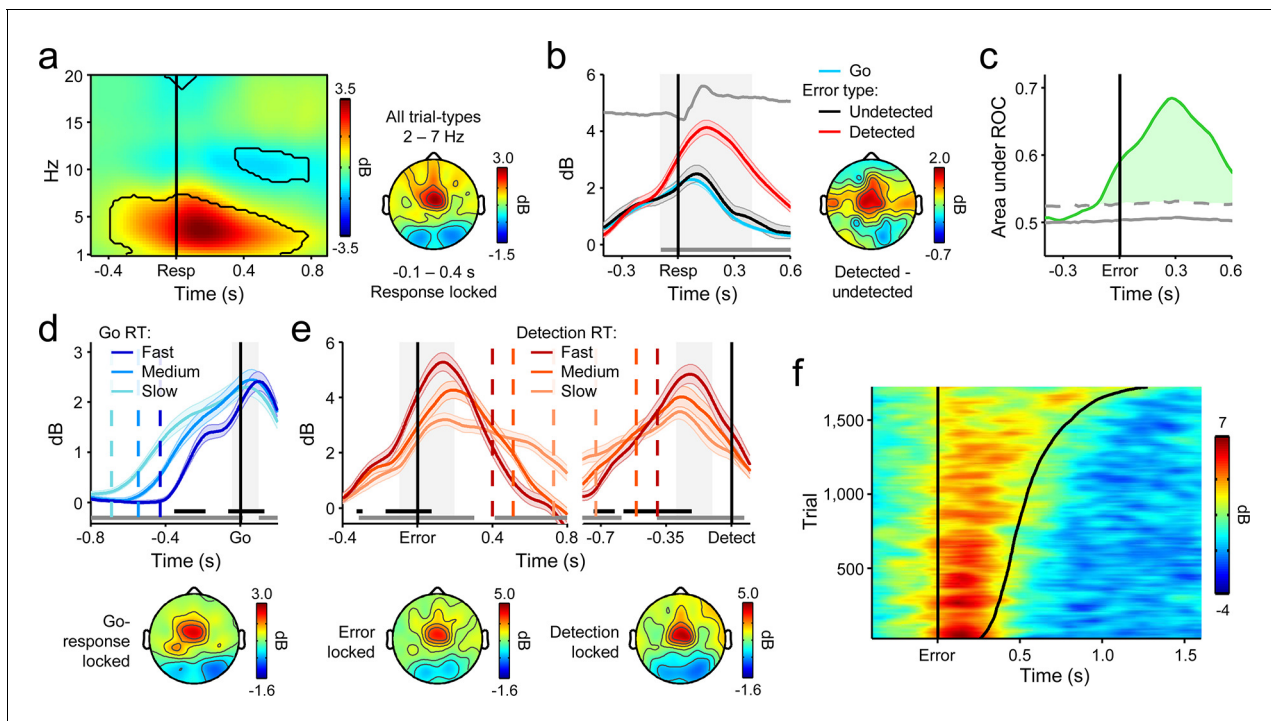 a
20
15
10
5
1
Hz
-0.4
Resp
0.4
0.8
Time (s)
3.5
dB
-3.5
All trial-types
2 – 7 Hz
3.0
dB
-1.5
-0.1 – 0.4 s
Response locked
b
6
4
2
0
dB
-0.3
Resp
0.3
0.6
Time (s)
Go
Error type:
Undetected
Detected
2.0
dB
-0.7
Detected -
undetected
c
0.7
0.6
0.5
Area under ROC
-0.3
Error
0.3
0.6
Time (s)
d
Go RT:
Fast
Medium
Slow
3
2
1
0
dB
-0.8
-0.4
Go
Time (s)
Go-
response
locked
3.0
dB
-1.6
e
Detection RT:
Fast
Medium
Slow
6
4
2
0
dB
-0.4
Error
0.4
0.8
-0.7
-0.35
Detect
Time (s)
Time (s)
Error
locked
5.0
dB
-1.6
Detection
locked
5.0
dB
-1.6
f
1,500
1,000
500
Trial
Error
0.5
1.0
1.5
Time (s)
7
dB
-4